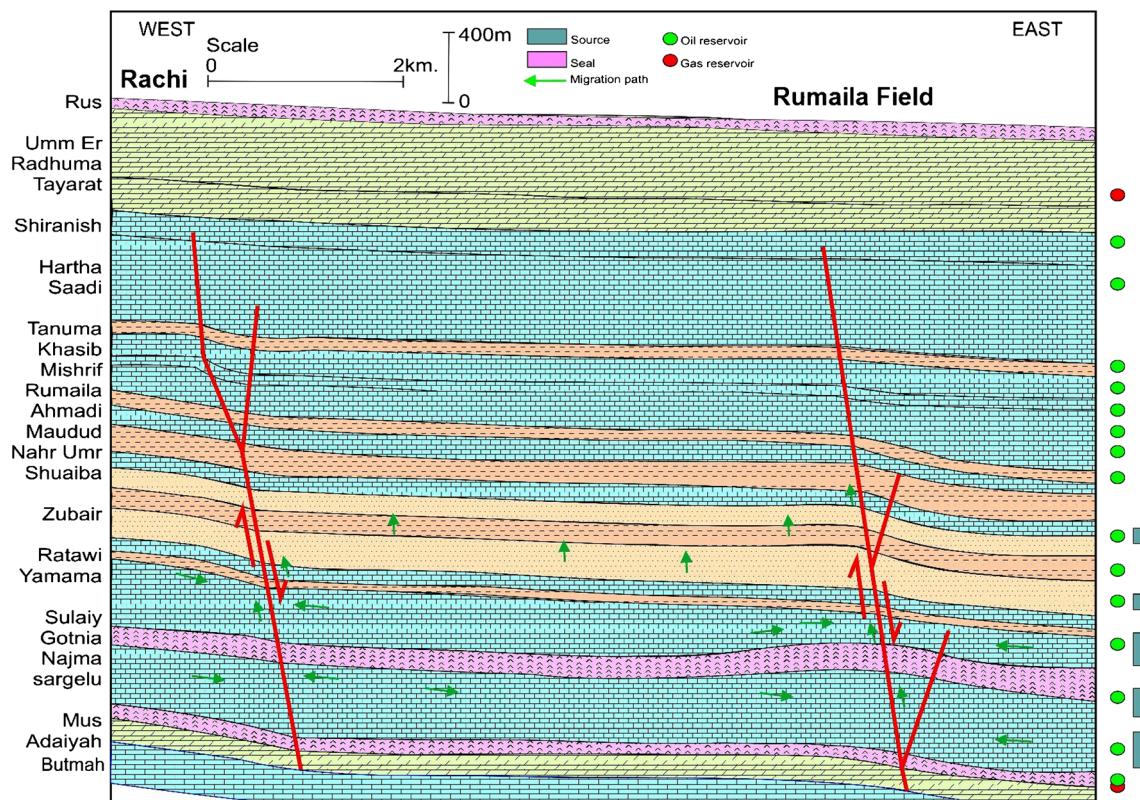 WEST
EAST
Scale
0 2km.
400m
0
Source
Seal
Migration path
Oil reservoir
Gas reservoir
Rachi
Rumaila Field
Rus
Umm Er
Radhuma
Tayarat
Shiranish
Hartha
Saadi
Tanuma
Khasib
Mishrif
Rumaila
Ahmadi
Maudud
Nahr Umr
Shuaiba
Zubair
Ratawi
Yamama
Sulaiy
Gotnia
Najma
sargelu
Mus
Adaiyah
Butmah